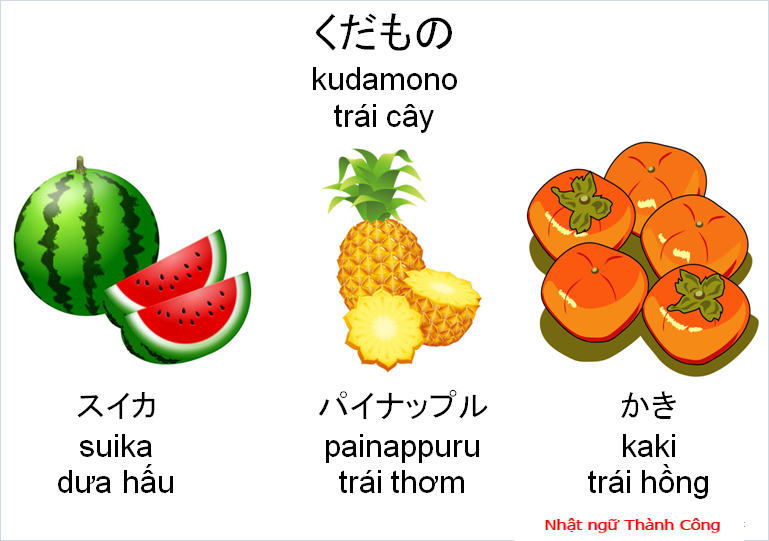 くだもの
kudamono
trái cây
スイカ
suika
dưa hấu
パイナップル
painappuru
trái thơm
かき
kaki
trái hồng
Nhật ngữ Thành Công